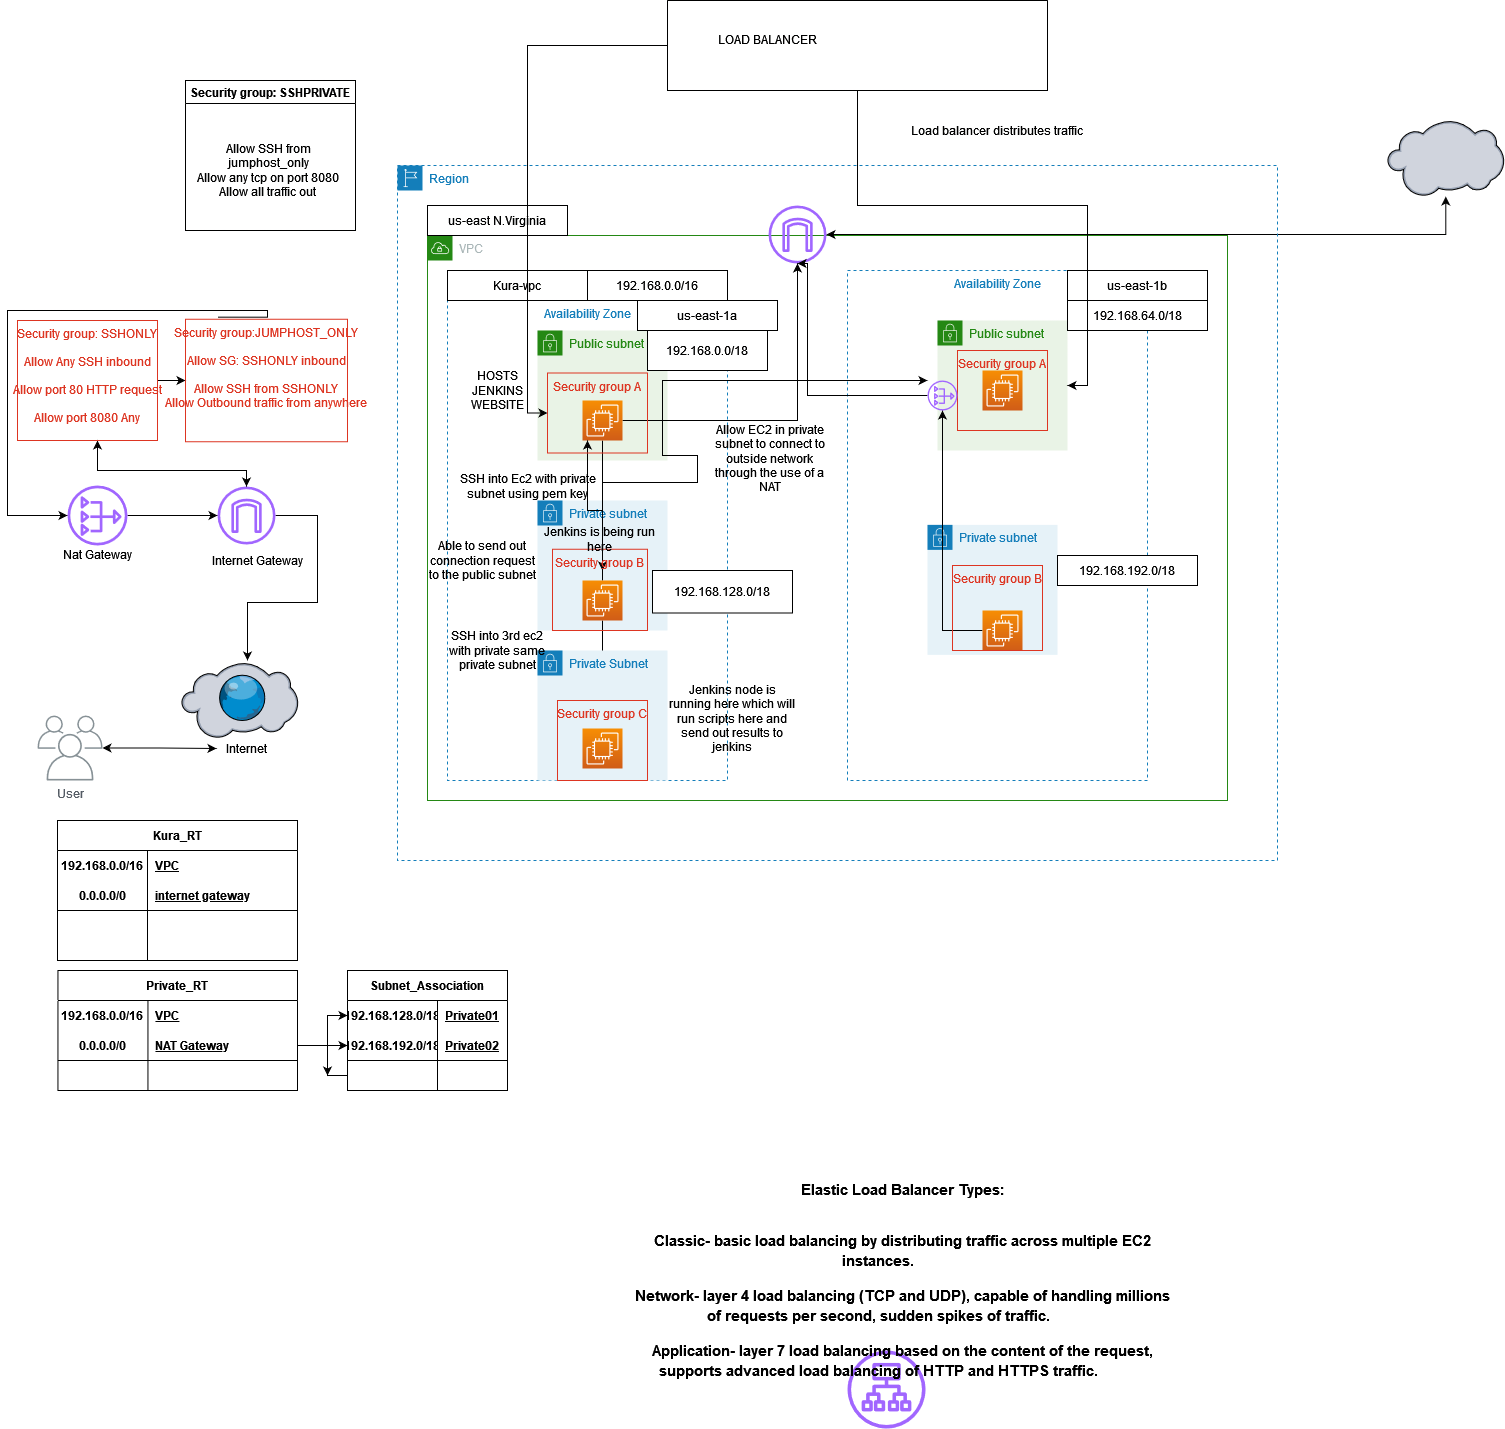 LOAD BALANCER
Security group: SSHPRIVATE
Allow SSH from
jumphost_only
Allow any tcp on port 8080
Allow all traffic out
Load balancer distributes traffic
Region
us-east N.Virginia
VPC
Kura-vpc
192.168.0.0/16
Availability Zone
us-east-1a
Public subnet
192.168.0.0/18
HOSTS
JENKINS
WEBSITE
Security group A
Allow EC2 in private
subnet to connect to
outside network
through the use of a
NAT
SSH into Ec2 with private
subnet using pem key
Private subnet
Jenkins is being run
here
Able to send out
connection request
to the public subnet
Security group B
192.168.128.0/18
SSH into 3rd ec2
with private same
private subnet
Private Subnet
Security group C
Jenkins node is
running here which will
run scripts here and
send out results to
jenkins
Availability Zone
us-east-1b
192.168.64.0/18
Public subnet
Security group A
Private subnet
192.168.192.0/18
Security group B
Security group: SSHONLY
Allow Any SSH inbound
Allow port 80 HTTP request
Allow port 8080 Any
Security group:JUMPHOST_ONLY
Allow SG: SSHONLY inbound
Allow SSH from SSHONLY
Allow Outbound traffic from anywhere
Nat Gateway
Internet Gateway
Internet
User
Kura_RT
192.168.0.0/16 VPC
0.0.0.0/0 internet gateway
Private_RT
192.168.0.0/16 VPC
0.0.0.0/0 NAT Gateway
Subnet_Association
192.168.128.0/18 Private01
192.168.192.0/18 Private02
Elastic Load Balancer Types:
Classic- basic load balancing by distributing traffic across multiple EC2
instances.
Network- layer 4 load balancing (TCP and UDP), capable of handling millions
of requests per second, sudden spikes of traffic.
Application- layer 7 load balancing based on the content of the request,
supports advanced load balancing of HTTP and HTTPS traffic.